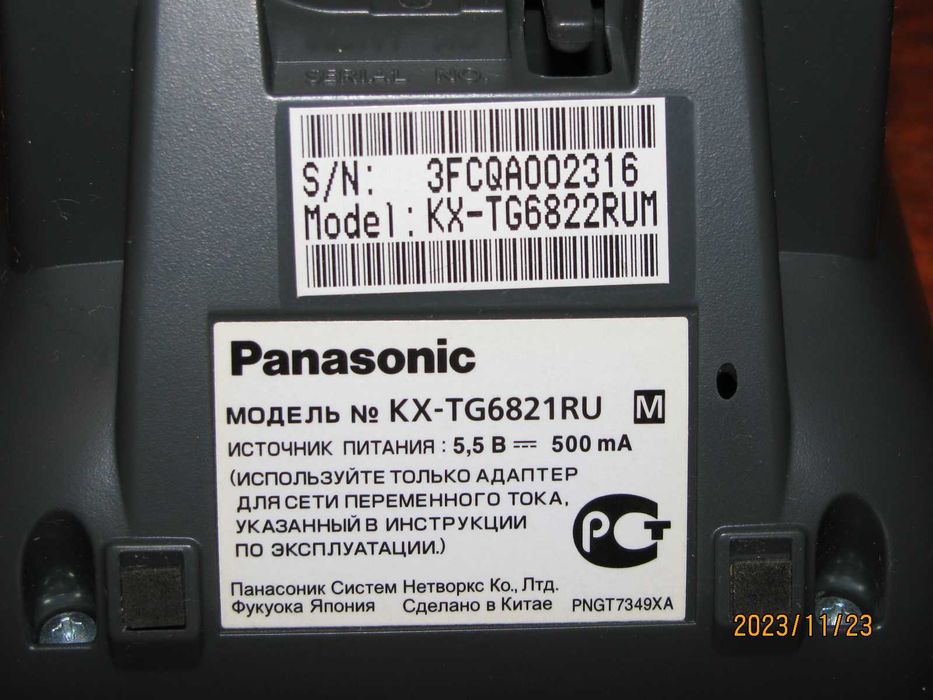 SERIAL NO.
S/N: 3FCQA002316
Model: KX-TG6822RUM
Panasonic
МОДЕЛЬ № KX-TG6821RU M
ИСТОЧНИК ПИТАНИЯ : 5,5 В ⎓ 500 mA
(ИСПОЛЬЗУЙТЕ ТОЛЬКО АДАПТЕР
ДЛЯ СЕТИ ПЕРЕМЕННОГО ТОКА,
УКАЗАННЫЙ В ИНСТРУКЦИИ
ПО ЭКСПЛУАТАЦИИ.)
РСТ
Панасоник Систем Нетворкс Ко., Лтд.
Фукуока Япония Сделано в Китае PNGT7349XA
2023/11/23